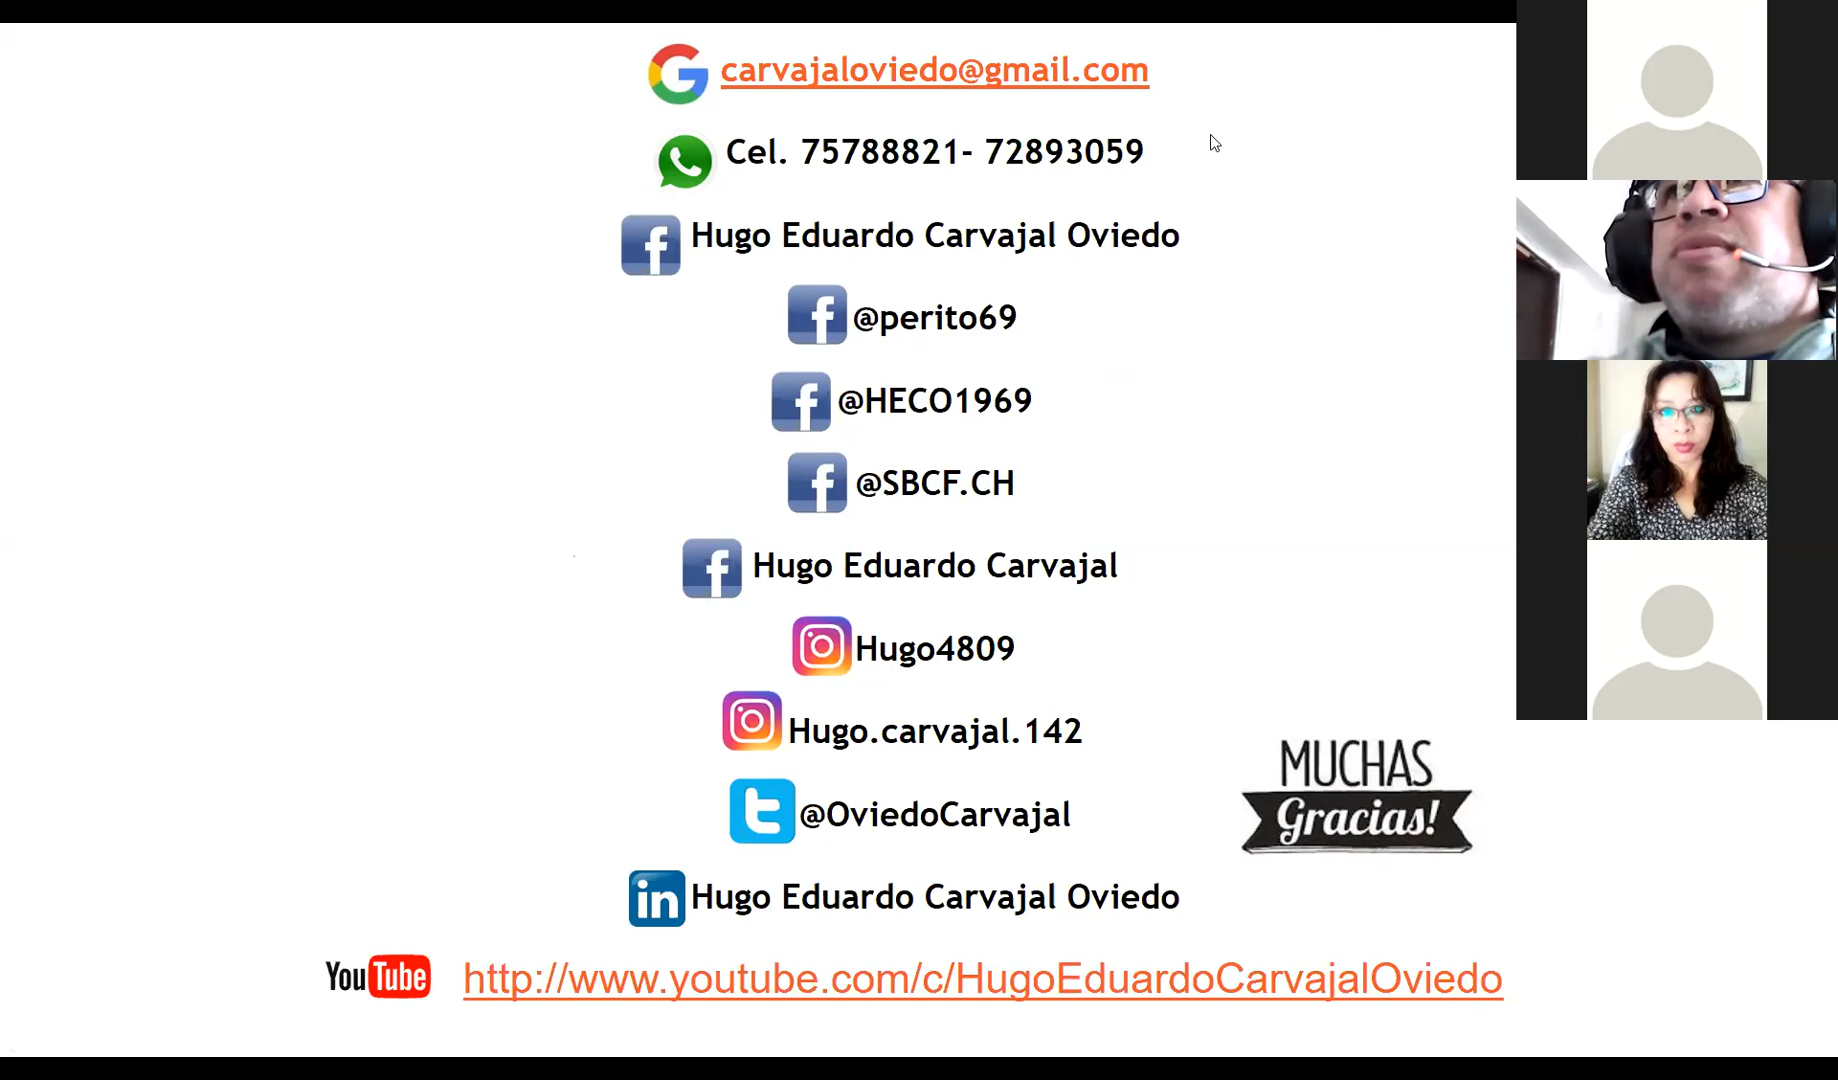 carvajaloviedo@gmail.com
Cel. 75788821- 72893059
Hugo Eduardo Carvajal Oviedo
@perito69
@HECO1969
@SBCF.CH
Hugo Eduardo Carvajal
Hugo4809
Hugo.carvajal.142
@OviedoCarvajal
in Hugo Eduardo Carvajal Oviedo
MUCHAS
Gracias!
YouTube http://www.youtube.com/c/HugoEduardoCarvajalOviedo